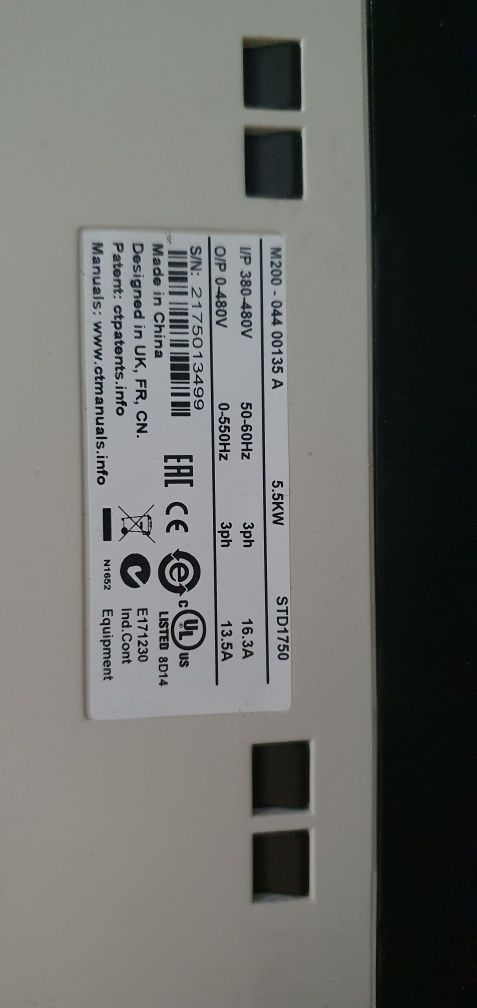 M200 - 044 00135 A 5.5KW STD1750
I/P 380-480V 50-60Hz 3ph 16.3A
O/P 0-480V 0-550Hz 3ph 13.5A
S/N: 2175013499
Made in China
Designed in UK, FR, CN.
Patent: ctpatents.info
Manuals: www.ctmanuals.info
EAC CE
C UL US
LISTED 8D14
E171230
Ind.Cont
N1652 Equipment